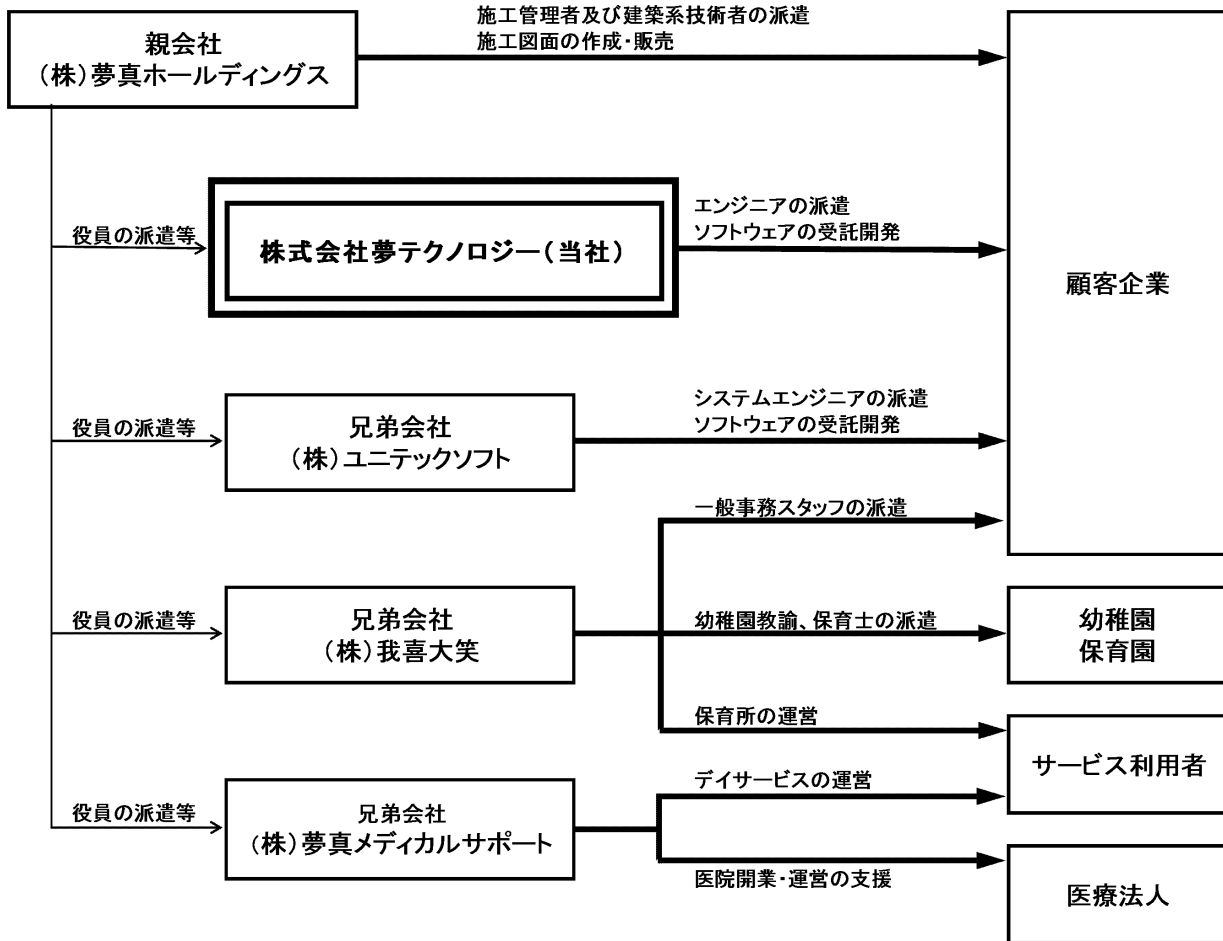 親会社
(株)夢真ホールディングス
施工管理者及び建築系技術者の派遣
施工図面の作成・販売
顧客企業
役員の派遣等
株式会社夢テクノロジー(当社)
エンジニアの派遣
ソフトウェアの受託開発
役員の派遣等
兄弟会社
(株)ユニテックソフト
システムエンジニアの派遣
ソフトウェアの受託開発
一般事務スタッフの派遣
役員の派遣等
兄弟会社
(株)我喜大笑
幼稚園教諭、保育士の派遣
幼稚園
保育園
保育所の運営
サービス利用者
役員の派遣等
兄弟会社
(株)夢真メディカルサポート
デイサービスの運営
医院開業・運営の支援
医療法人